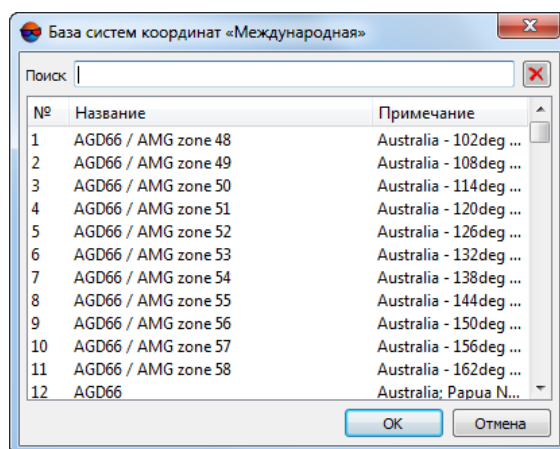 База систем координат «Международная»
Поиск
№ Название Примечание
1 AGD66 / AMG zone 48 Australia - 102deg ...
2 AGD66 / AMG zone 49 Australia - 108deg ...
3 AGD66 / AMG zone 50 Australia - 114deg ...
4 AGD66 / AMG zone 51 Australia - 120deg ...
5 AGD66 / AMG zone 52 Australia - 126deg ...
6 AGD66 / AMG zone 53 Australia - 132deg ...
7 AGD66 / AMG zone 54 Australia - 138deg ...
8 AGD66 / AMG zone 55 Australia - 144deg ...
9 AGD66 / AMG zone 56 Australia - 150deg ...
10 AGD66 / AMG zone 57 Australia - 156deg ...
11 AGD66 / AMG zone 58 Australia - 162deg ...
12 AGD66 Australia; Papua N...
OK Отмена